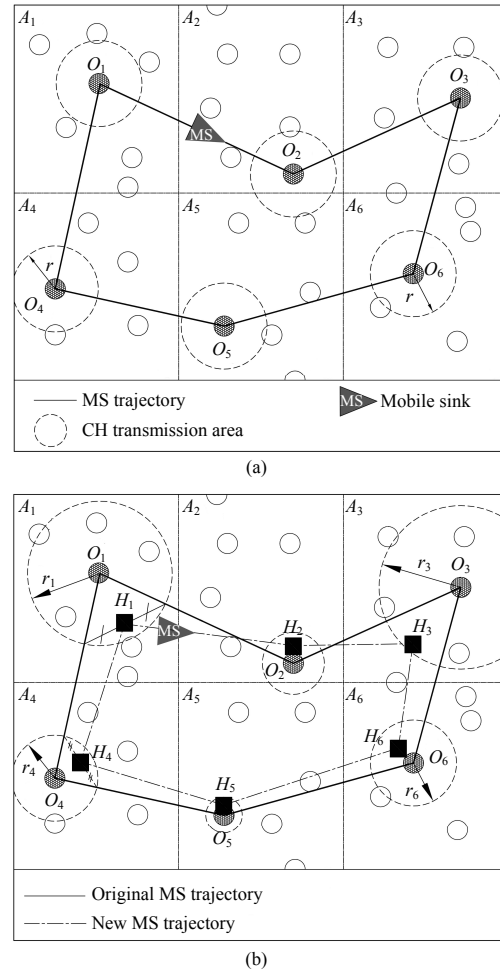 A1 A2 A3
O1
O3
MS
O2
A4 A5 A6
r
O4
O6
r
O5
MS trajectory
MS Mobile sink
CH transmission area
(a)
A1 A2 A3
O1
r1
r3
O3
H1
MS
H2
H3
O2
A4 A5 A6
H4
r4
O4
H6
O6
H5
r6
O5
Original MS trajectory
New MS trajectory
(b)